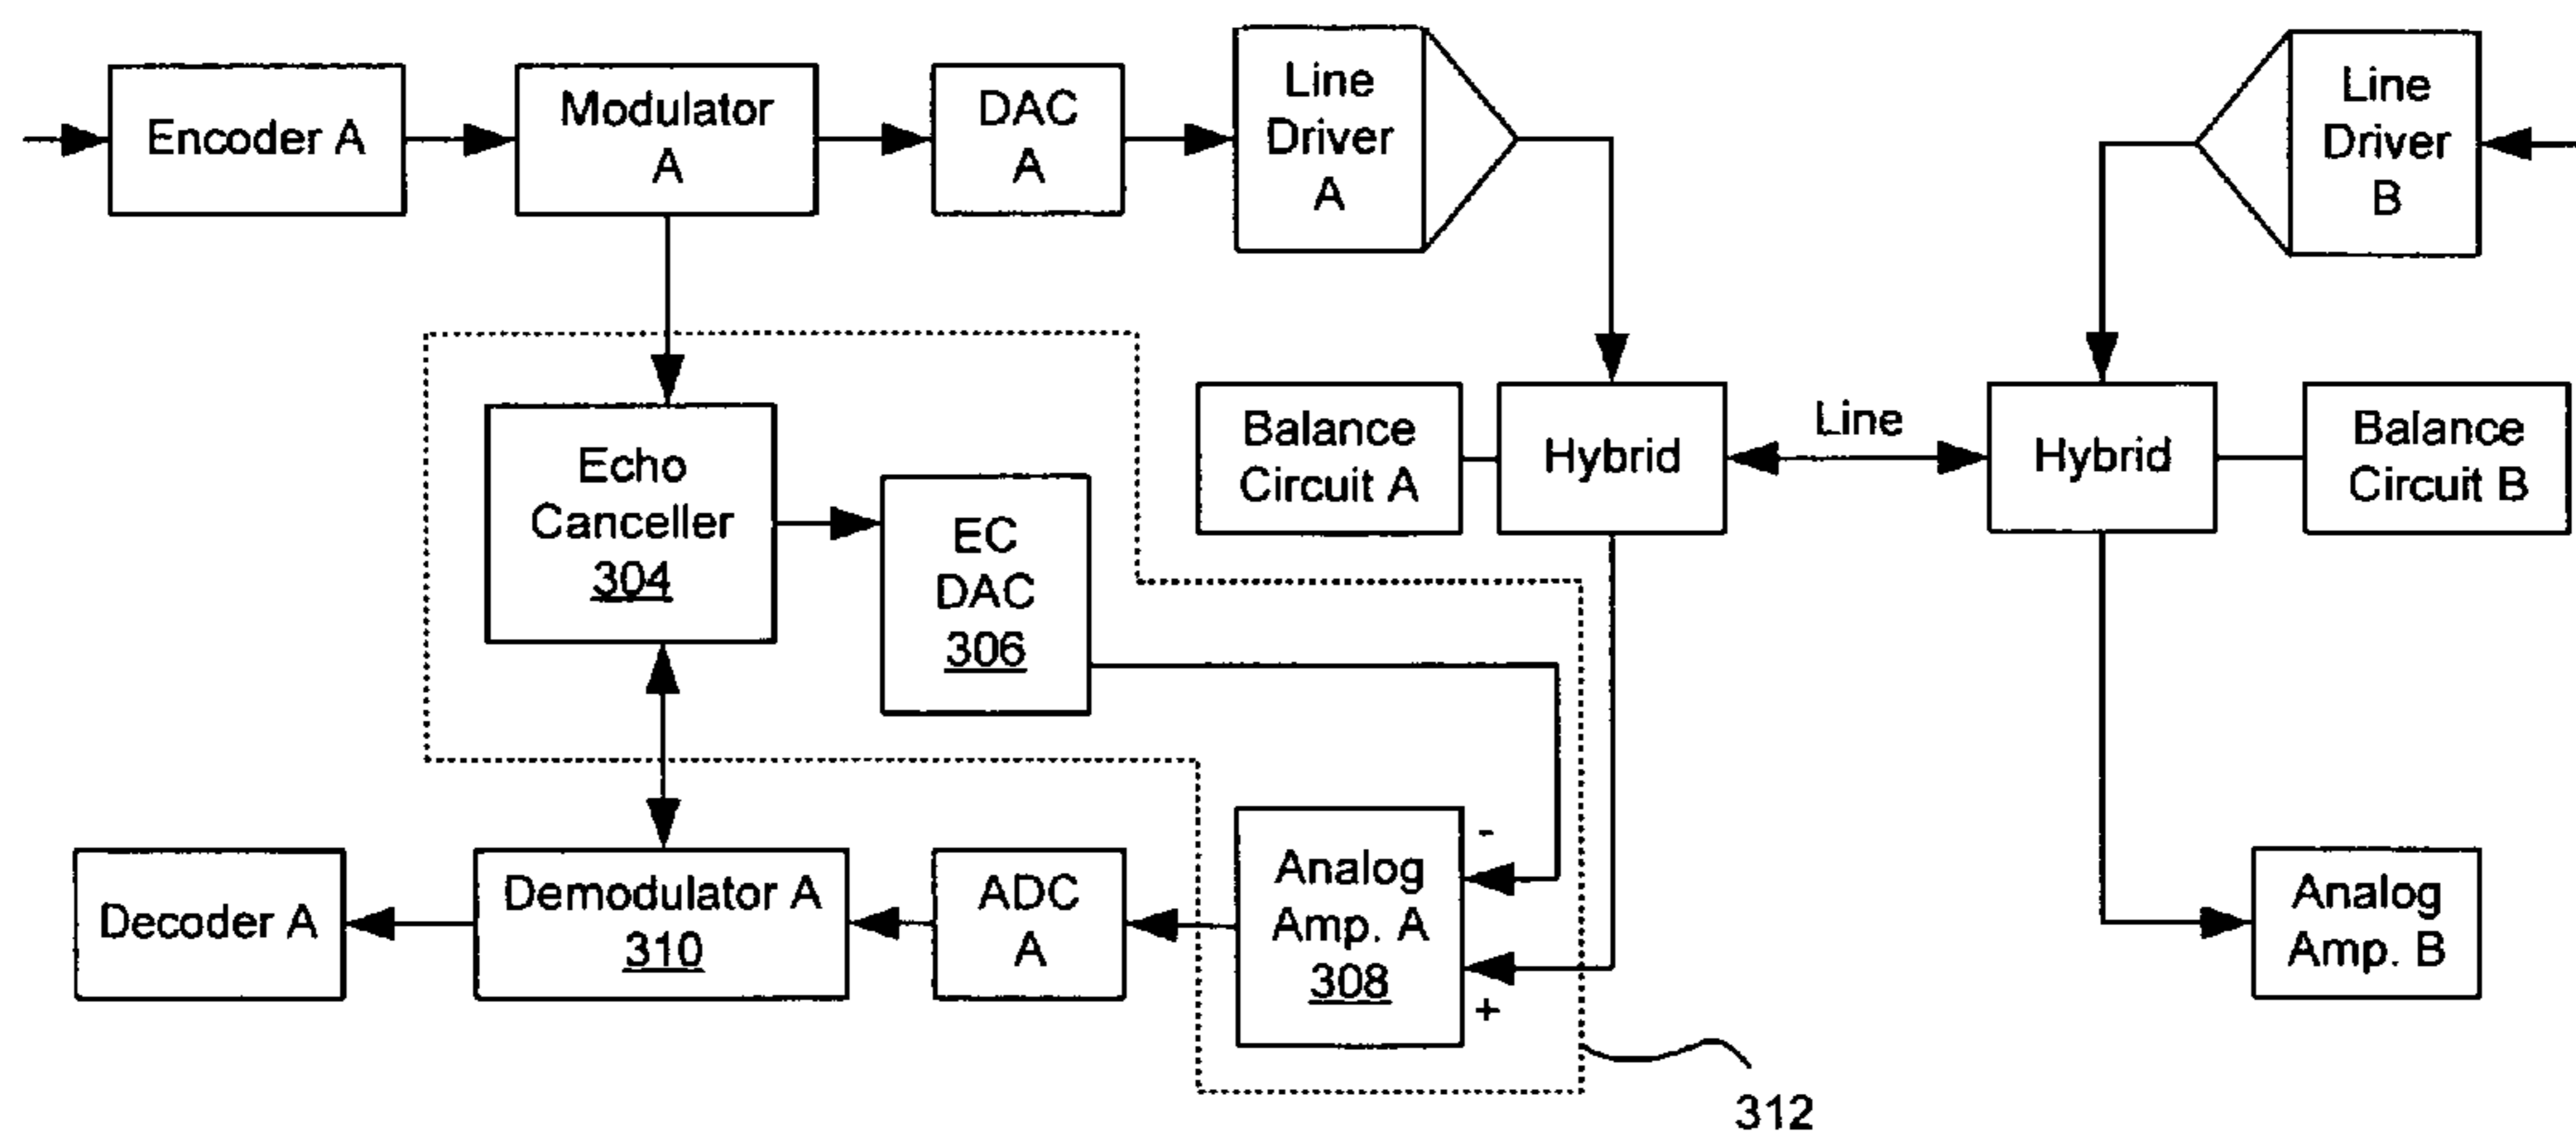 Encoder A
Modulator
A
DAC
A
Line
Driver
A
Line
Driver
B
Echo
Canceller
304
EC
DAC
306
Balance
Circuit A
Hybrid
Line
Hybrid
Balance
Circuit B
Decoder A
Demodulator A
310
ADC
A
Analog
Amp. A
308
-
+
Analog
Amp. B
312